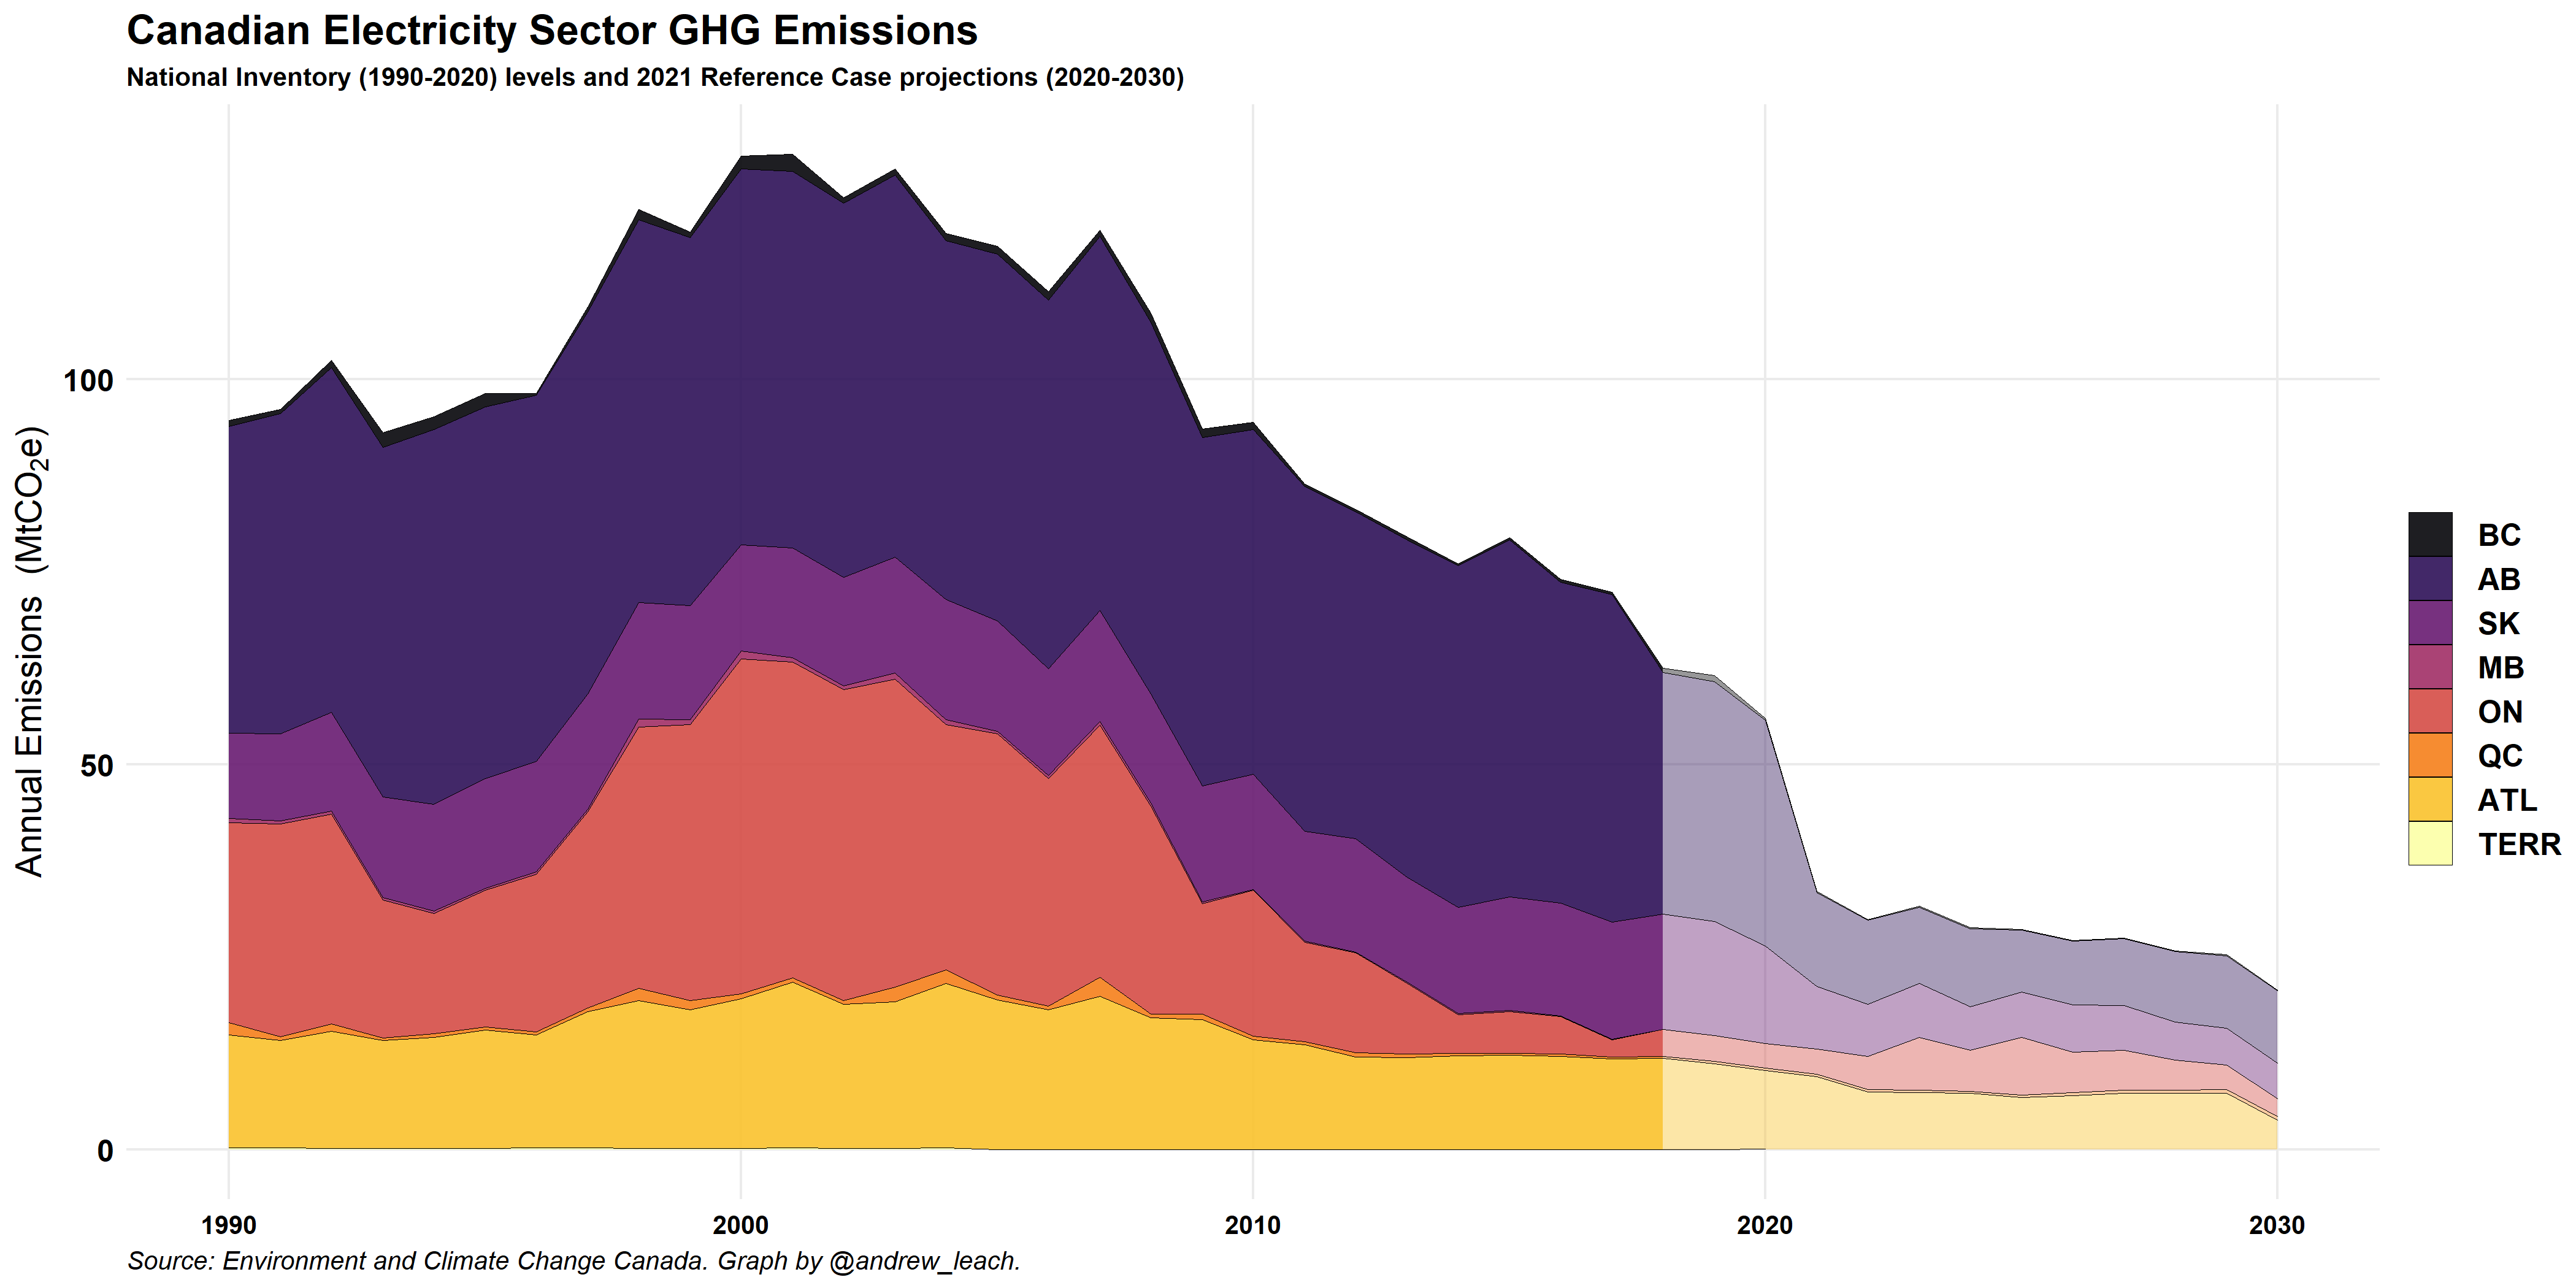 Canadian Electricity Sector GHG Emissions
National Inventory (1990-2020) levels and 2021 Reference Case projections (2020-2030)
Annual Emissions (MtCO₂e)
100
50
0
1990 2000 2010 2020 2030
BC
AB
SK
MB
ON
QC
ATL
TERR
Source: Environment and Climate Change Canada. Graph by @andrew_leach.